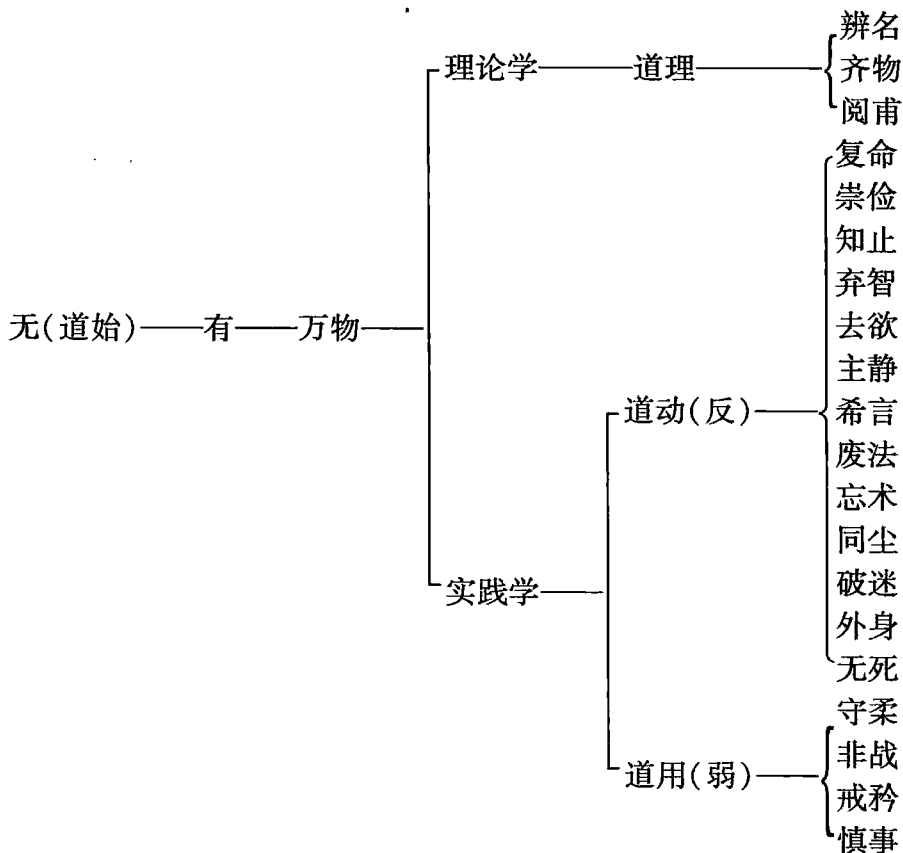 辨名
理论学——道理——齐物
阅甫
复命
崇俭
知止
弃智
去欲
无(道始)——有——万物
主静
道动(反)——希言
废法
忘术
同尘
实践学
破迷
外身
无死
守柔
道用(弱)——非战
戒矜
慎事